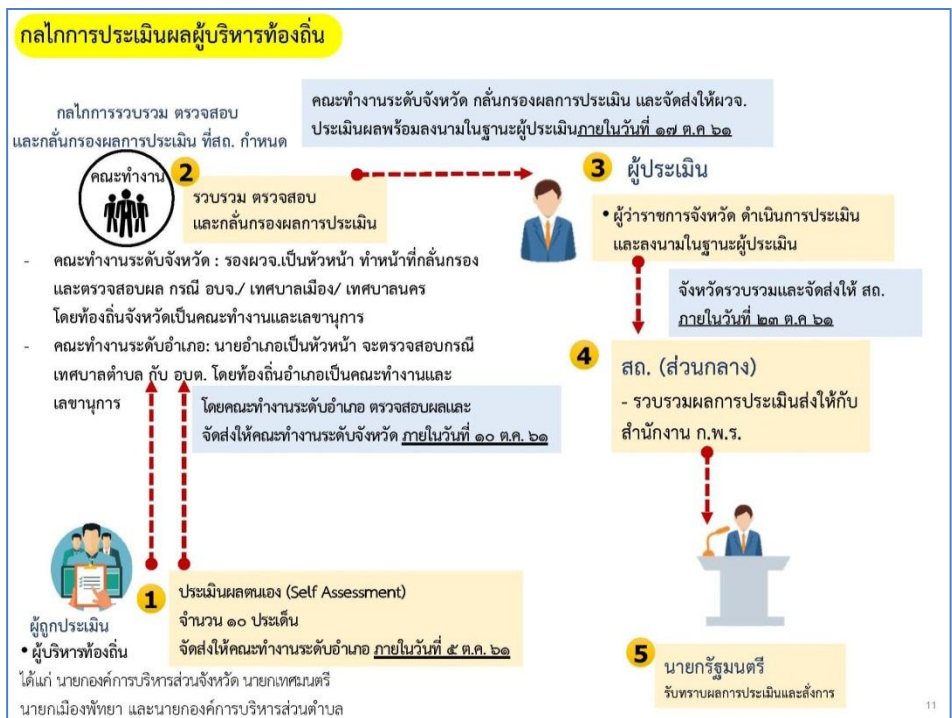 กลไกการประเมินผลผู้บริหารท้องถิ่น
กลไกการรวบรวม ตรวจสอบ
และกลั่นกรองผลการประเมิน ที่สถ. กำหนด
คณะทำงานระดับจังหวัด กลั่นกรองผลการประเมิน และจัดส่งให้ผวจ.
ประเมินผลพร้อมลงนามในฐานะผู้ประเมินภายในวันที่ ๑๗ ต.ค ๖๑
คณะทำงาน
2
รวบรวม ตรวจสอบ
และกลั่นกรองผลการประเมิน
3 ผู้ประเมิน
• ผู้ว่าราชการจังหวัด ดำเนินการประเมิน
และลงนามในฐานะผู้ประเมิน
- คณะทำงานระดับจังหวัด : รองผวจ.เป็นหัวหน้า ทำหน้าที่กลั่นกรอง
และตรวจสอบผล กรณี อบจ./ เทศบาลเมือง/ เทศบาลนคร
โดยท้องถิ่นจังหวัดเป็นคณะทำงานและเลขานุการ
- คณะทำงานระดับอำเภอ: นายอำเภอเป็นหัวหน้า จะตรวจสอบกรณี
เทศบาลตำบล กับ อบต. โดยท้องถิ่นอำเภอเป็นคณะทำงานและ
เลขานุการ
จังหวัดรวบรวมและจัดส่งให้ สถ.
ภายในวันที่ ๒๓ ต.ค ๖๑
4 สถ. (ส่วนกลาง)
- รวบรวมผลการประเมินส่งให้กับ
สำนักงาน ก.พ.ร.
โดยคณะทำงานระดับอำเภอ ตรวจสอบผลและ
จัดส่งให้คณะทำงานระดับจังหวัด ภายในวันที่ ๑๐ ต.ค. ๖๑
1
ประเมินผลตนเอง (Self Assessment)
จำนวน ๑๐ ประเด็น
จัดส่งให้คณะทำงานระดับอำเภอ ภายในวันที่ ๕ ต.ค. ๖๑
ผู้ถูกประเมิน
• ผู้บริหารท้องถิ่น
ได้แก่ นายกองค์การบริหารส่วนจังหวัด นายกเทศมนตรี
นายกเมืองพัทยา และนายกองค์การบริหารส่วนตำบล
5 นายกรัฐมนตรี
รับทราบผลการประเมินและสั่งการ
11